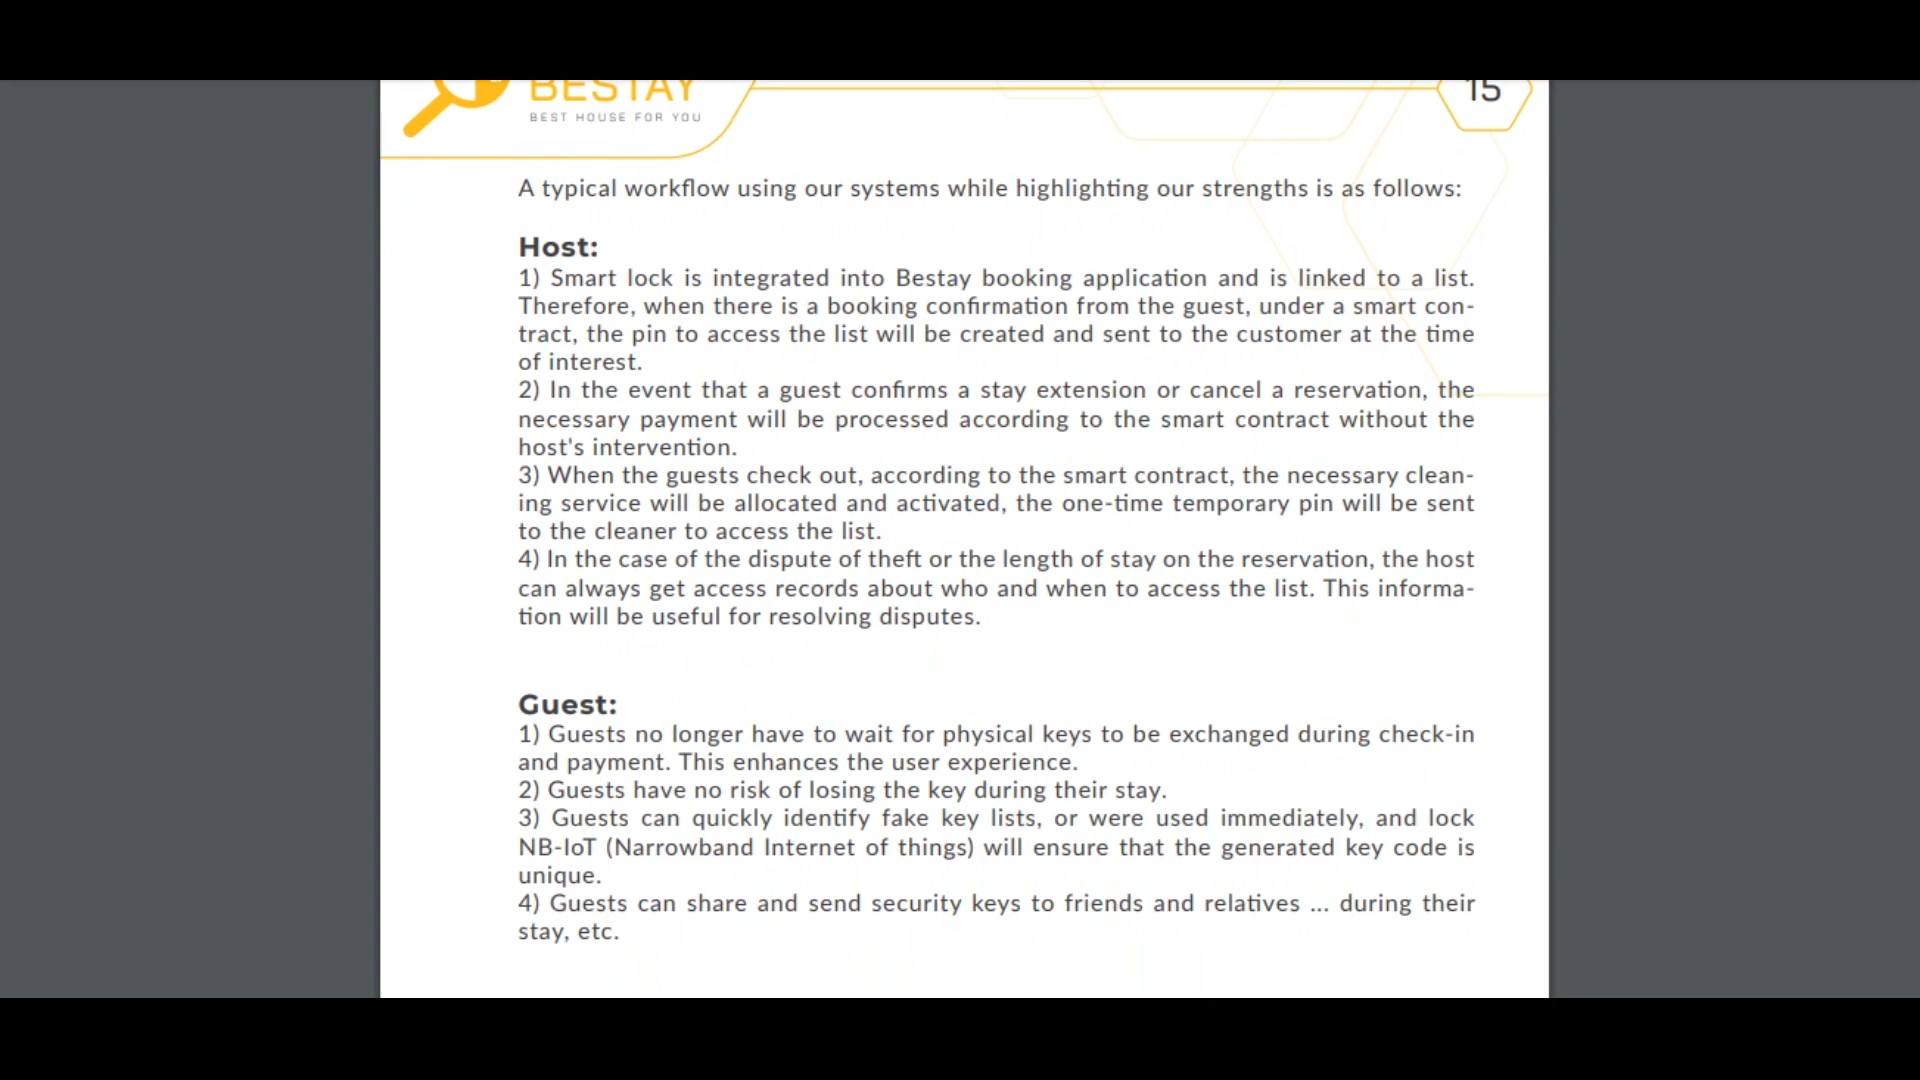 BESTAY
BEST HOUSE FOR YOU
15
A typical workflow using our systems while highlighting our strengths is as follows:
Host:
1) Smart lock is integrated into Bestay booking application and is linked to a list.
Therefore, when there is a booking confirmation from the guest, under a smart con-
tract, the pin to access the list will be created and sent to the customer at the time
of interest.
2) In the event that a guest confirms a stay extension or cancel a reservation, the
necessary payment will be processed according to the smart contract without the
host's intervention.
3) When the guests check out, according to the smart contract, the necessary clean-
ing service will be allocated and activated, the one-time temporary pin will be sent
to the cleaner to access the list.
4) In the case of the dispute of theft or the length of stay on the reservation, the host
can always get access records about who and when to access the list. This informa-
tion will be useful for resolving disputes.
Guest:
1) Guests no longer have to wait for physical keys to be exchanged during check-in
and payment. This enhances the user experience.
2) Guests have no risk of losing the key during their stay.
3) Guests can quickly identify fake key lists, or were used immediately, and lock
NB-IoT (Narrowband Internet of things) will ensure that the generated key code is
unique.
4) Guests can share and send security keys to friends and relatives ... during their
stay, etc.